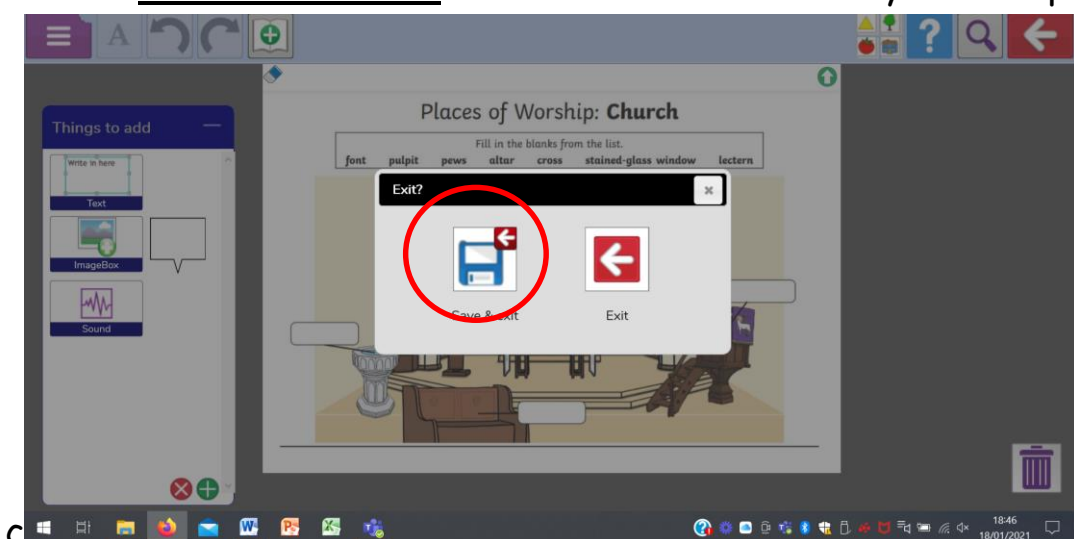 A
?
Things to add
Write in here
Text
ImageBox
Sound
Places of Worship: Church
Fill in the blanks from the list.
font pulpit pews altar cross stained-glass window lectern
Exit?
Save & exit
Exit
18:46
18/01/2021